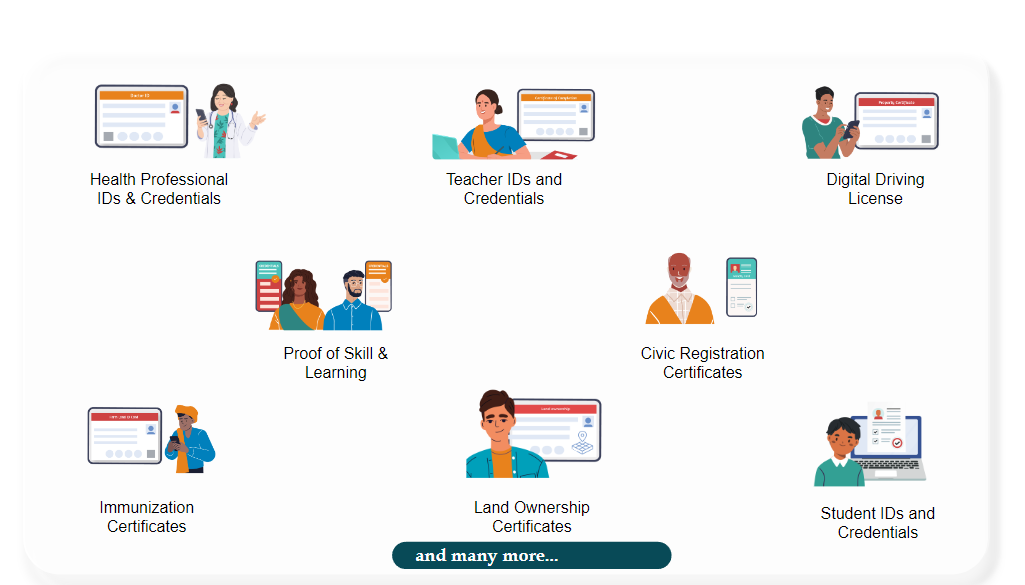 Doctor ID
Certificate of Completion
Property Certificate
Health Professional
IDs & Credentials
Teacher IDs and
Credentials
Digital Driving
License
Proof of Skill &
Learning
Civic Registration
Certificates
Land Ownership
Immunization
Certificates
Land Ownership
Certificates
Student IDs and
Credentials
and many more...